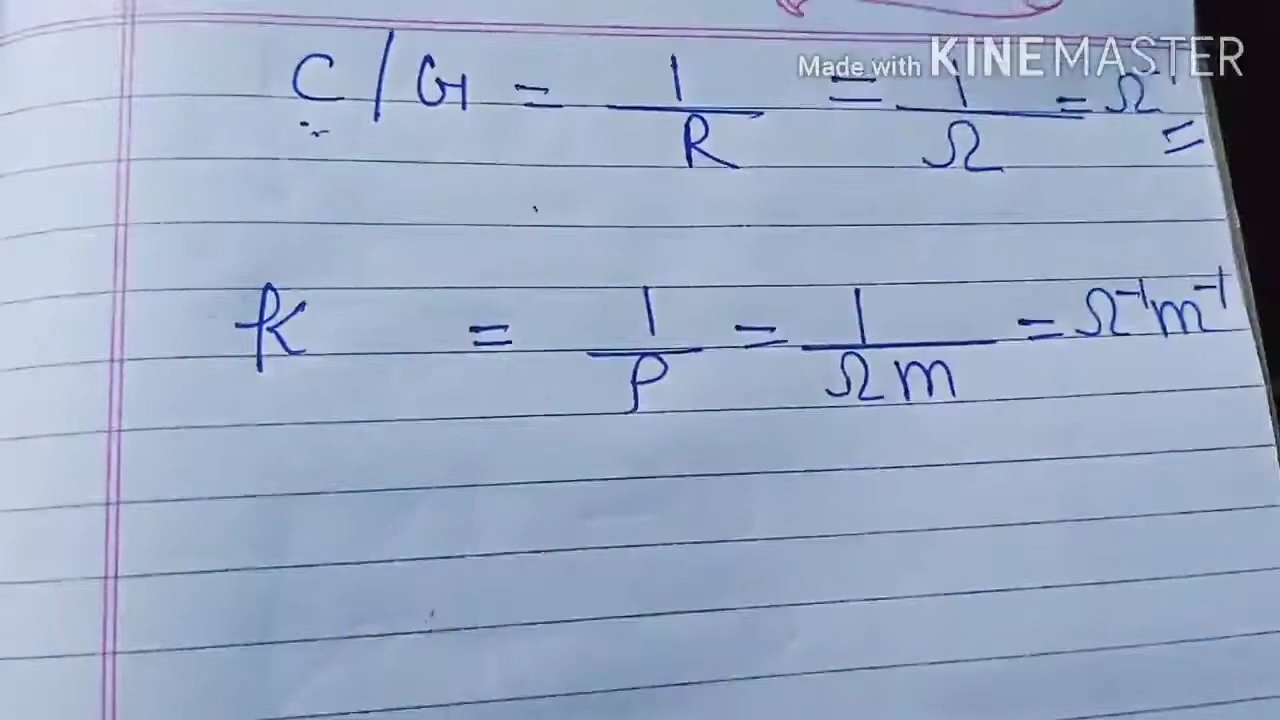 Made with KINEMASTER
C / G = 1/R = 1/Ω = Ω⁻¹
K = 1/ρ = 1/Ωm = Ω⁻¹m⁻¹